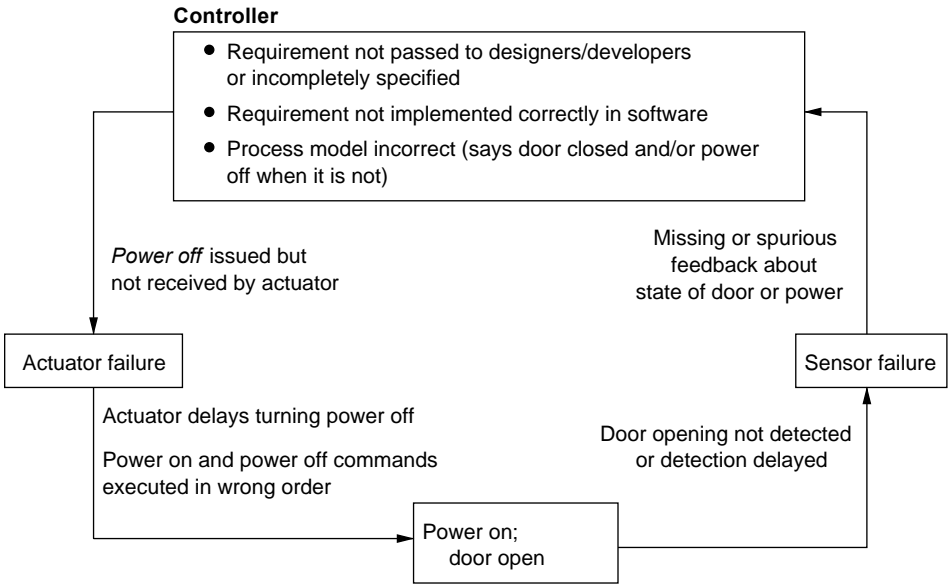 Controller
● Requirement not passed to designers/developers
or incompletely specified
● Requirement not implemented correctly in software
● Process model incorrect (says door closed and/or power
off when it is not)
Power off issued but
not received by actuator
Missing or spurious
feedback about
state of door or power
Actuator failure
Sensor failure
Actuator delays turning power off
Power on and power off commands
executed in wrong order
Door opening not detected
or detection delayed
Power on;
door open